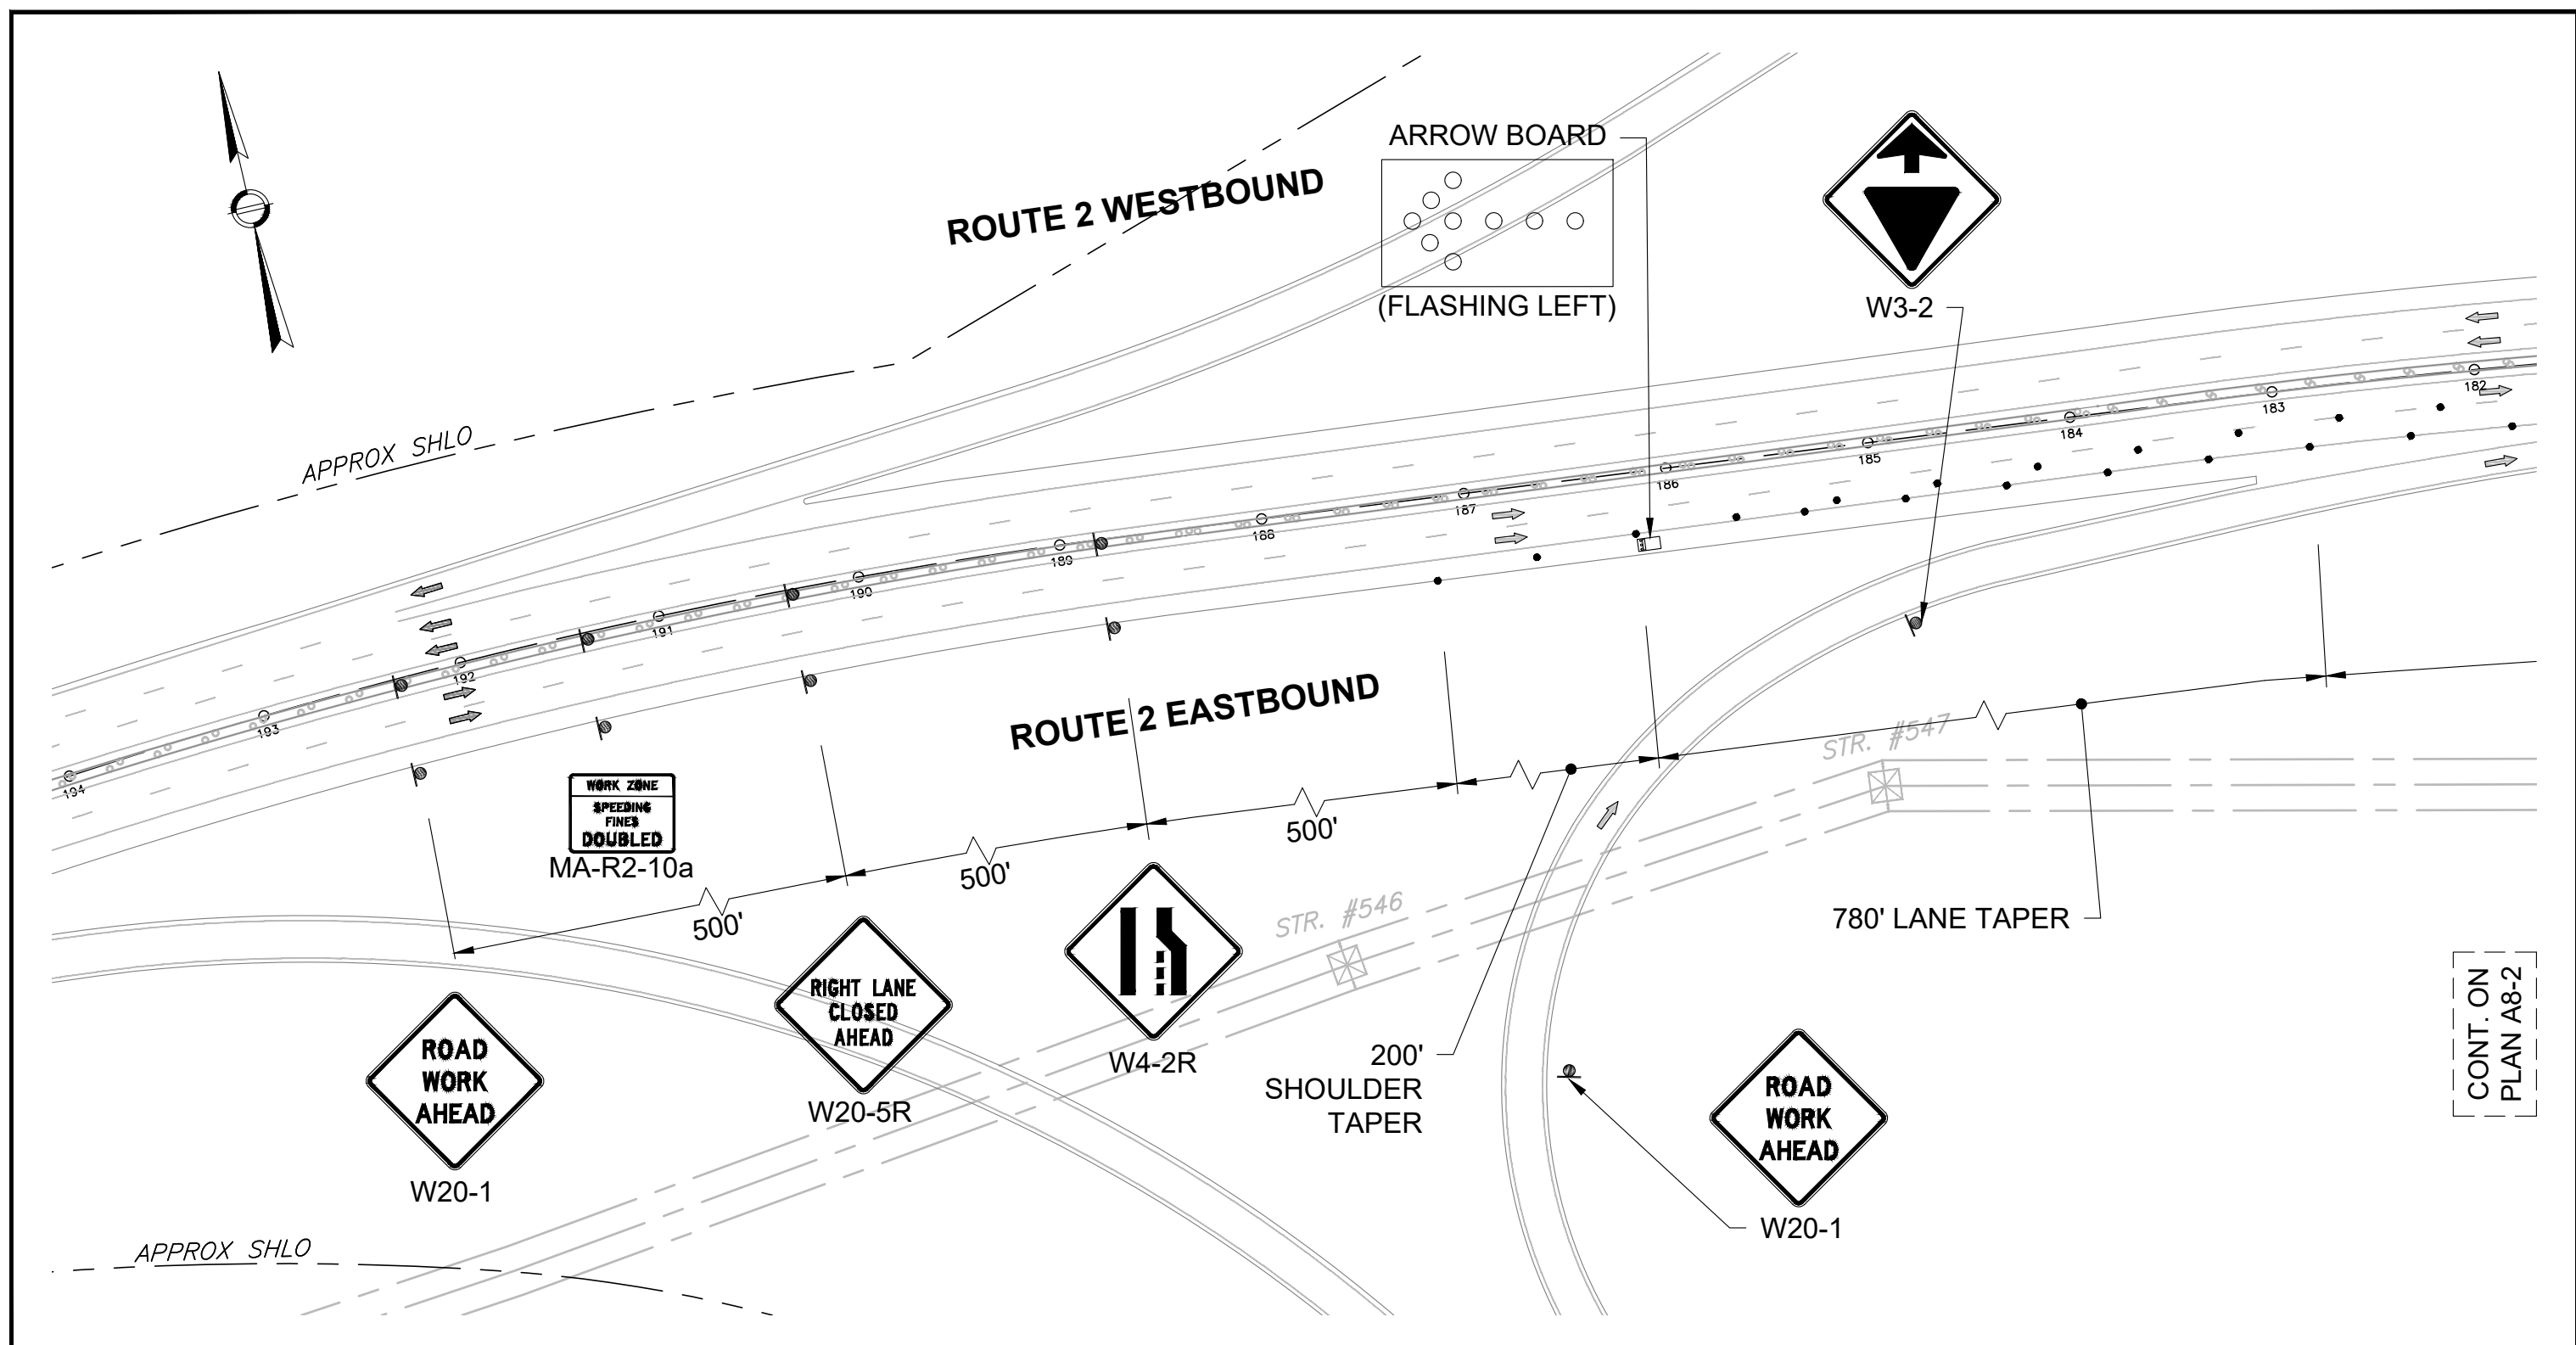 ARROW BOARD
(FLASHING LEFT)
W3-2
ROUTE 2 WESTBOUND
APPROX SHLO
182
183
184
185
186
187
188
189
190
191
192
193
194
ROUTE 2 EASTBOUND
WORK ZONE
SPEEDING
FINES
DOUBLED
MA-R2-10a
500'
500'
500'
STR. #547
STR. #546
780' LANE TAPER
200'
SHOULDER
TAPER
ROAD
WORK
AHEAD
W20-1
RIGHT LANE
CLOSED
AHEAD
W20-5R
W4-2R
ROAD
WORK
AHEAD
W20-1
CONT. ON
PLAN A8-2
APPROX SHLO